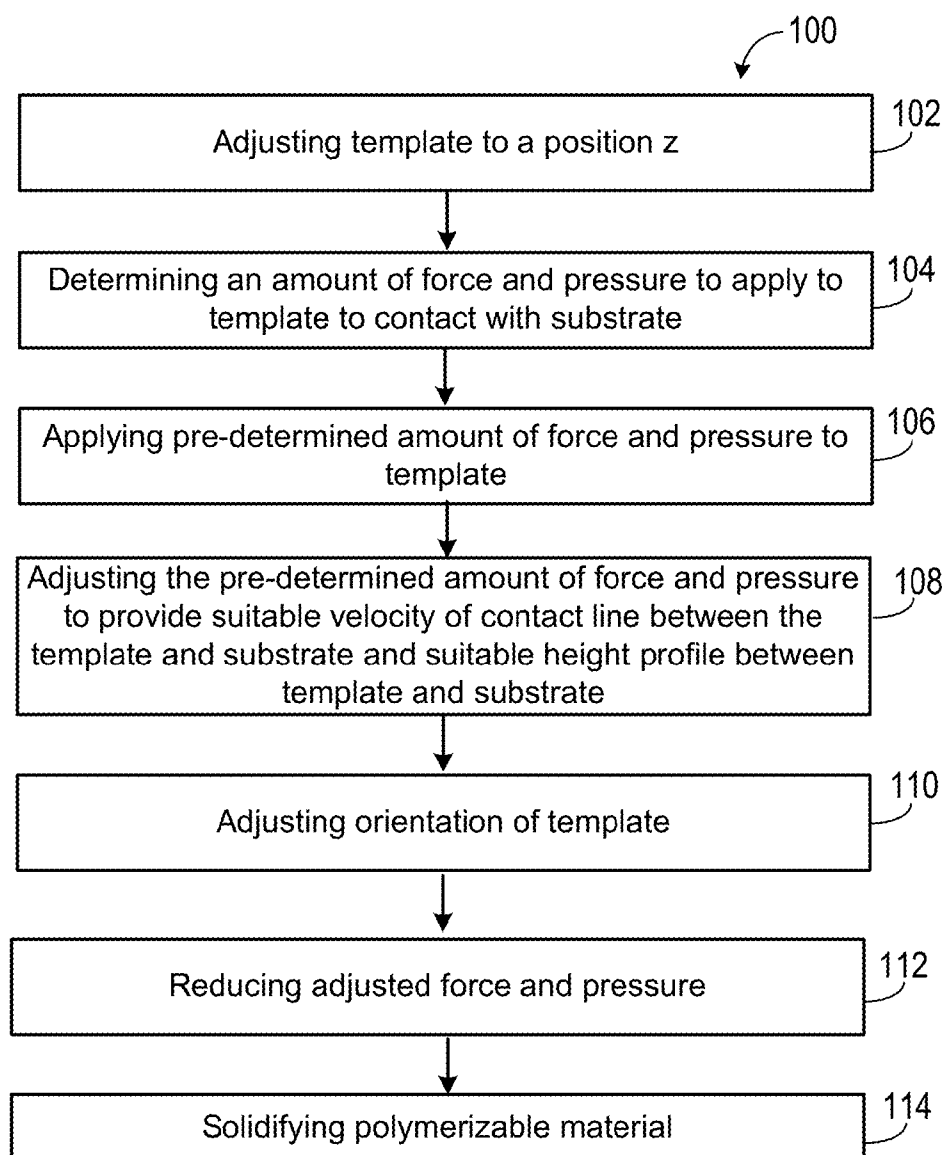 100
Adjusting template to a position z
102
Determining an amount of force and pressure to apply to
template to contact with substrate
104
Applying pre-determined amount of force and pressure to
template
106
Adjusting the pre-determined amount of force and pressure
to provide suitable velocity of contact line between the
template and substrate and suitable height profile between
template and substrate
108
Adjusting orientation of template
110
Reducing adjusted force and pressure
112
Solidifying polymerizable material
114